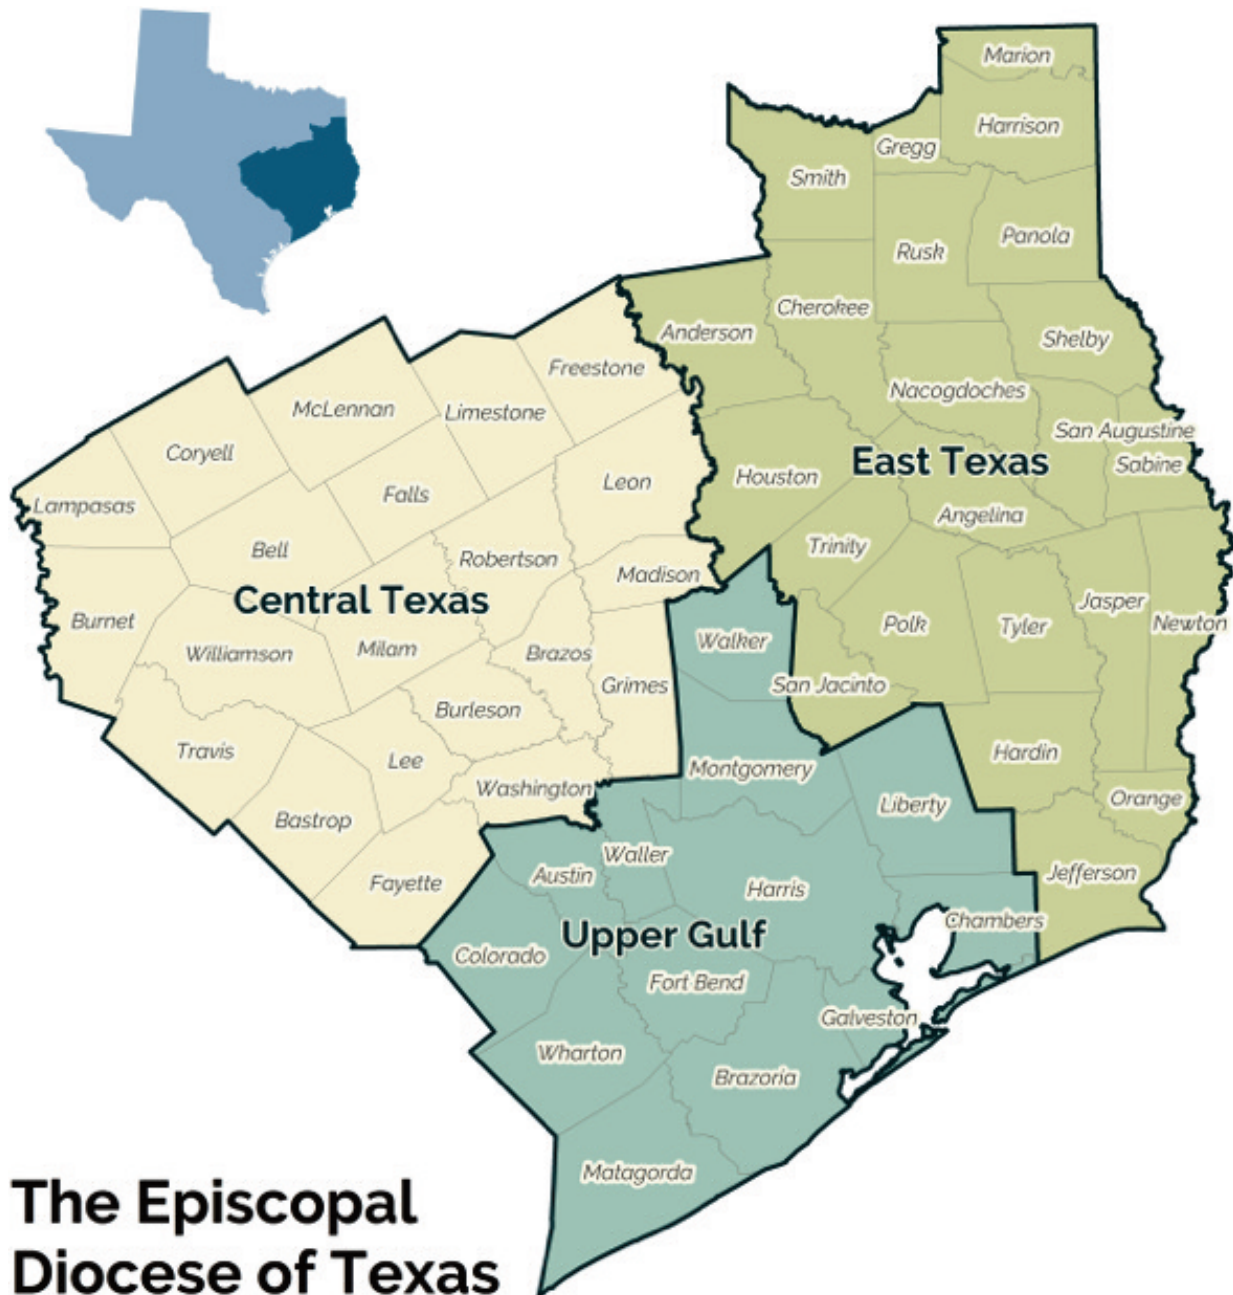 Marion
Harrison
Gregg
Smith
Panola
Rusk
Cherokee
Anderson
Shelby
Freestone
Nacogdoches
McLennan
Limestone
San Augustine
Coryell
East Texas
Sabine
Houston
Leon
Falls
Lampasas
Angelina
Trinity
Bell
Robertson
Madison
Central Texas
Jasper
Burnet
Polk
Tyler
Newton
Walker
Milam
Williamson
Brazos
Grimes
San Jacinto
Burleson
Travis
Hardin
Lee
Montgomery
Washington
Orange
Liberty
Bastrop
Waller
Jefferson
Austin
Fayette
Harris
Chambers
Upper Gulf
Colorado
Fort Bend
Galveston
Wharton
Brazoria
Matagorda
The Episcopal
Diocese of Texas